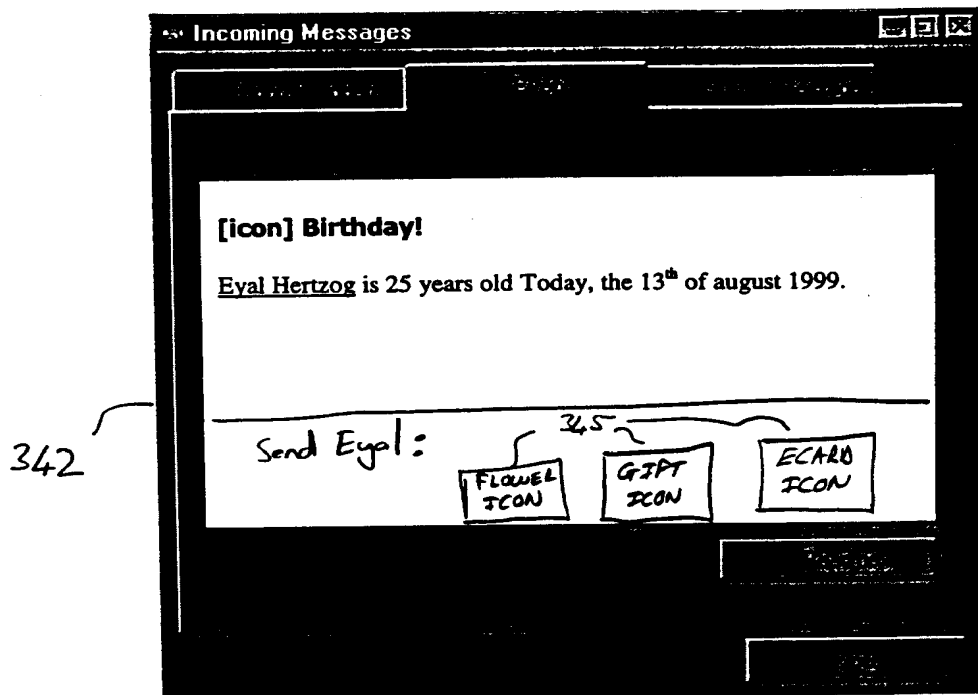 Incoming Messages
[icon] Birthday!
Eyal Hertzog is 25 years old Today, the 13th of august 1999.
342
Send Eyal:
345
FLOWER ICON
GIFT ICON
ECARD ICON